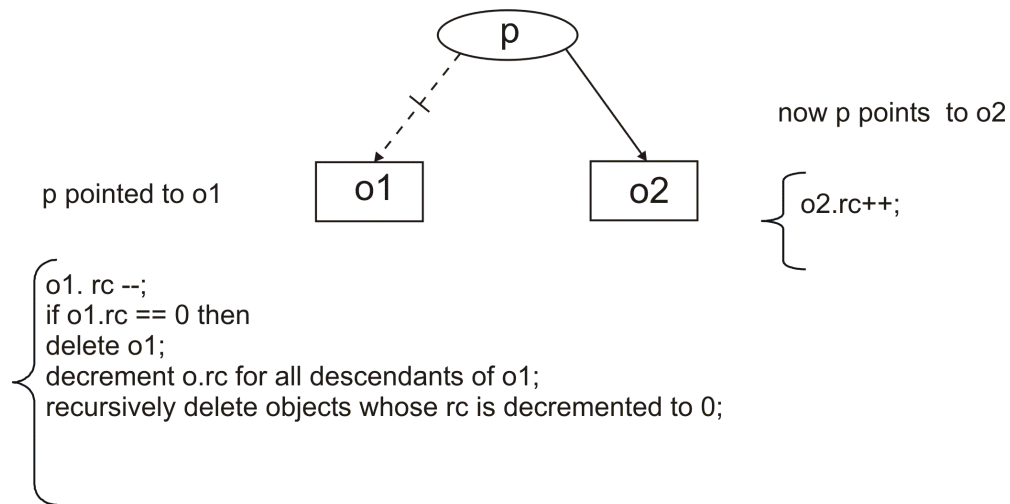 p
now p points to o2
p pointed to o1
o1
o2
o2.rc++;
o1. rc --;
if o1.rc == 0 then
delete o1;
decrement o.rc for all descendants of o1;
recursively delete objects whose rc is decremented to 0;